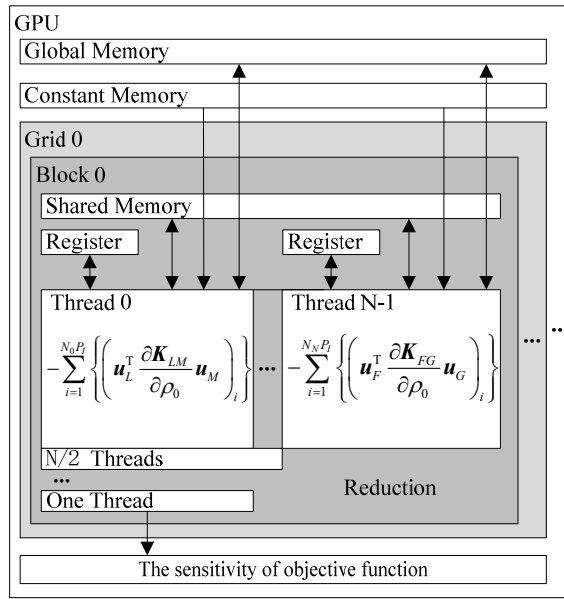 GPU
Global Memory
Constant Memory
Grid 0
Block 0
Shared Memory
Register Register
Thread 0 Thread N-1
$-\sum_{i=1}^{N_0 P_I} \left\{ \left( \boldsymbol{u}_L^{\mathrm{T}} \frac{\partial \boldsymbol{K}_{LM}}{\partial \rho_0} \boldsymbol{u}_M \right)_i \right\}$ ... $-\sum_{i=1}^{N_N P_I} \left\{ \left( \boldsymbol{u}_F^{\mathrm{T}} \frac{\partial \boldsymbol{K}_{FG}}{\partial \rho_0} \boldsymbol{u}_G \right)_i \right\}$ ... ...
N/2 Threads
...
One Thread
Reduction
The sensitivity of objective function